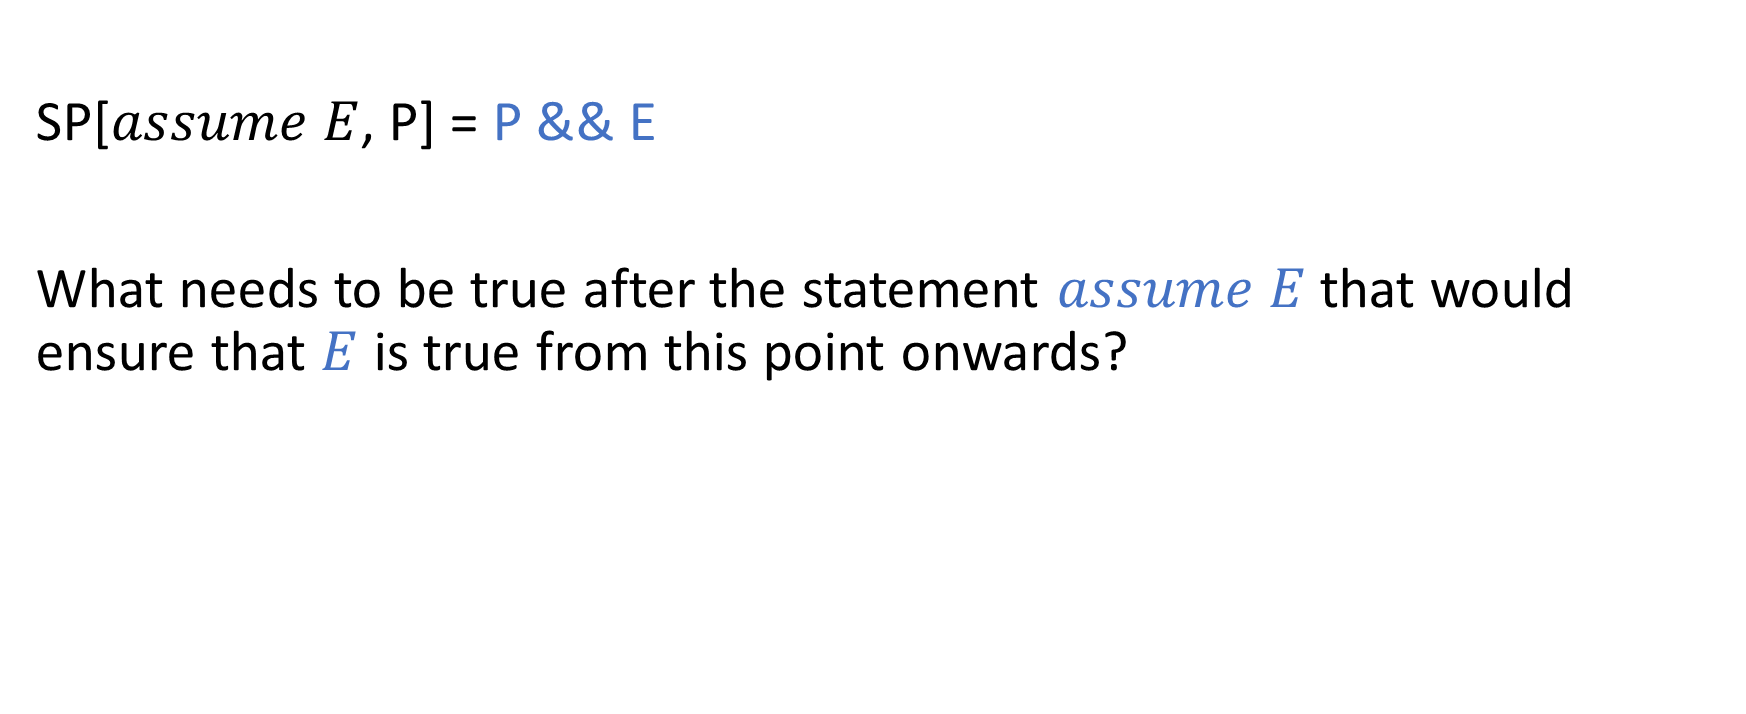 SP[assume E, P] = P && E
What needs to be true after the statement assume E that would
ensure that E is true from this point onwards?